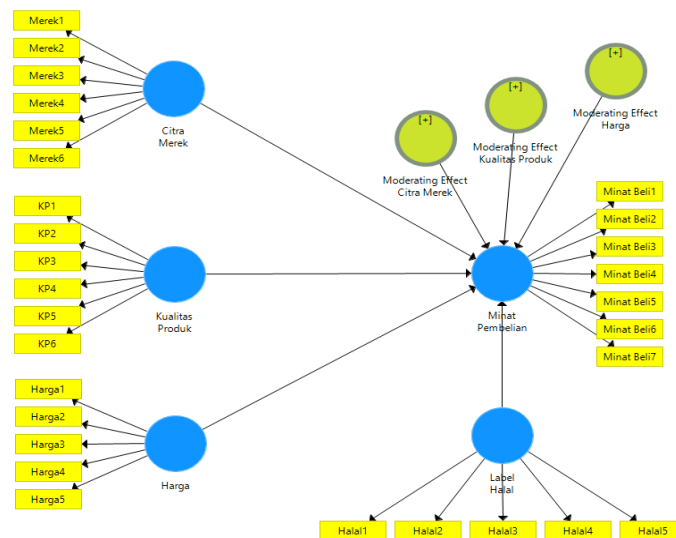 Merek1
Merek2
Merek3
Merek4
Merek5
Merek6
Citra
Merek
[+]
Moderating Effect
Citra Merek
[+]
Moderating Effect
Kualitas Produk
[+]
Moderating Effect
Harga
KP1
KP2
KP3
KP4
KP5
KP6
Kualitas
Produk
Minat
Pembelian
Minat Beli1
Minat Beli2
Minat Beli3
Minat Beli4
Minat Beli5
Minat Beli6
Minat Beli7
Harga1
Harga2
Harga3
Harga4
Harga5
Harga
Label
Halal
Halal1
Halal2
Halal3
Halal4
Halal5